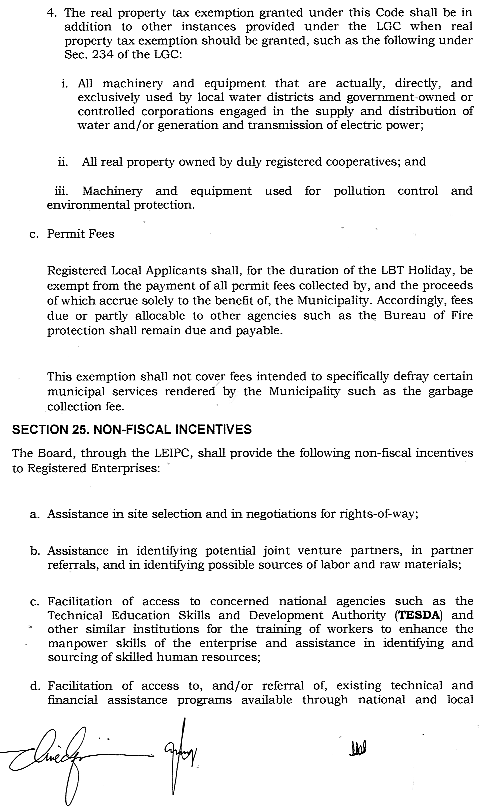 4. The real property tax exemption granted under this Code shall be in
addition to other instances provided under the LGC when real
property tax exemption should be granted, such as the following under
Sec. 234 of the LGC:
i. All machinery and equipment that are actually, directly, and
exclusively used by local water districts and government-owned or
controlled corporations engaged in the supply and distribution of
water and/or generation and transmission of electric power;
ii. All real property owned by duly registered cooperatives; and
iii. Machinery and equipment used for pollution control and
environmental protection.
c. Permit Fees
Registered Local Applicants shall, for the duration of the LBT Holiday, be
exempt from the payment of all permit fees collected by, and the proceeds
of which accrue solely to the benefit of, the Municipality. Accordingly, fees
due or partly allocable to other agencies such as the Bureau of Fire
protection shall remain due and payable.
This exemption shall not cover fees intended to specifically defray certain
municipal services rendered by the Municipality such as the garbage
collection fee.
SECTION 25. NON-FISCAL INCENTIVES
The Board, through the LEIPC, shall provide the following non-fiscal incentives
to Registered Enterprises:
a. Assistance in site selection and in negotiations for rights-of-way;
b. Assistance in identifying potential joint venture partners, in partner
referrals, and in identifying possible sources of labor and raw materials;
c. Facilitation of access to concerned national agencies such as the
Technical Education Skills and Development Authority (TESDA) and
other similar institutions for the training of workers to enhance the
manpower skills of the enterprise and assistance in identifying and
sourcing of skilled human resources;
d. Facilitation of access to, and/or referral of, existing technical and
financial assistance programs available through national and local